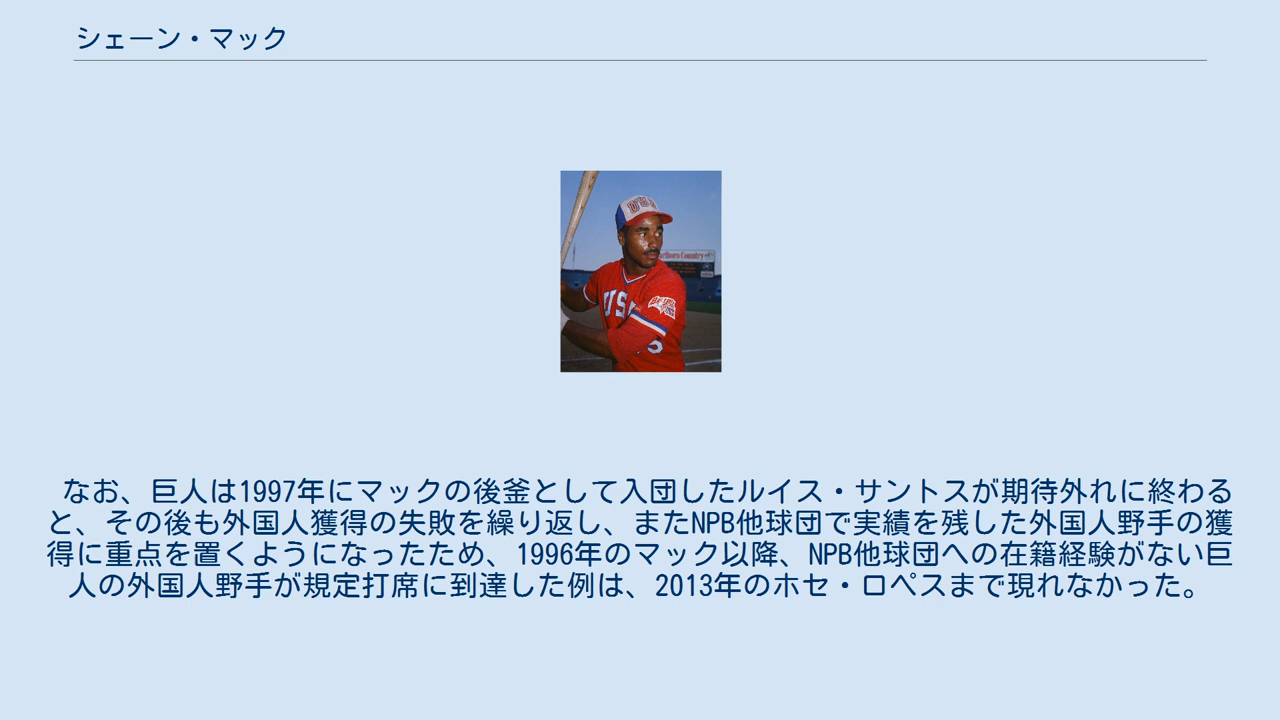 シェーン・マック
USA
Marlboro Country
USA
5
なお、巨人は1997年にマックの後釜として入団したルイス・サントスが期待外れに終わる
と、その後も外国人獲得の失敗を繰り返し、またNPB他球団で実績を残した外国人野手の獲
得に重点を置くようになったため、1996年のマック以降、NPB他球団への在籍経験がない巨
人の外国人野手が規定打席に到達した例は、2013年のホセ・ロペスまで現れなかった。